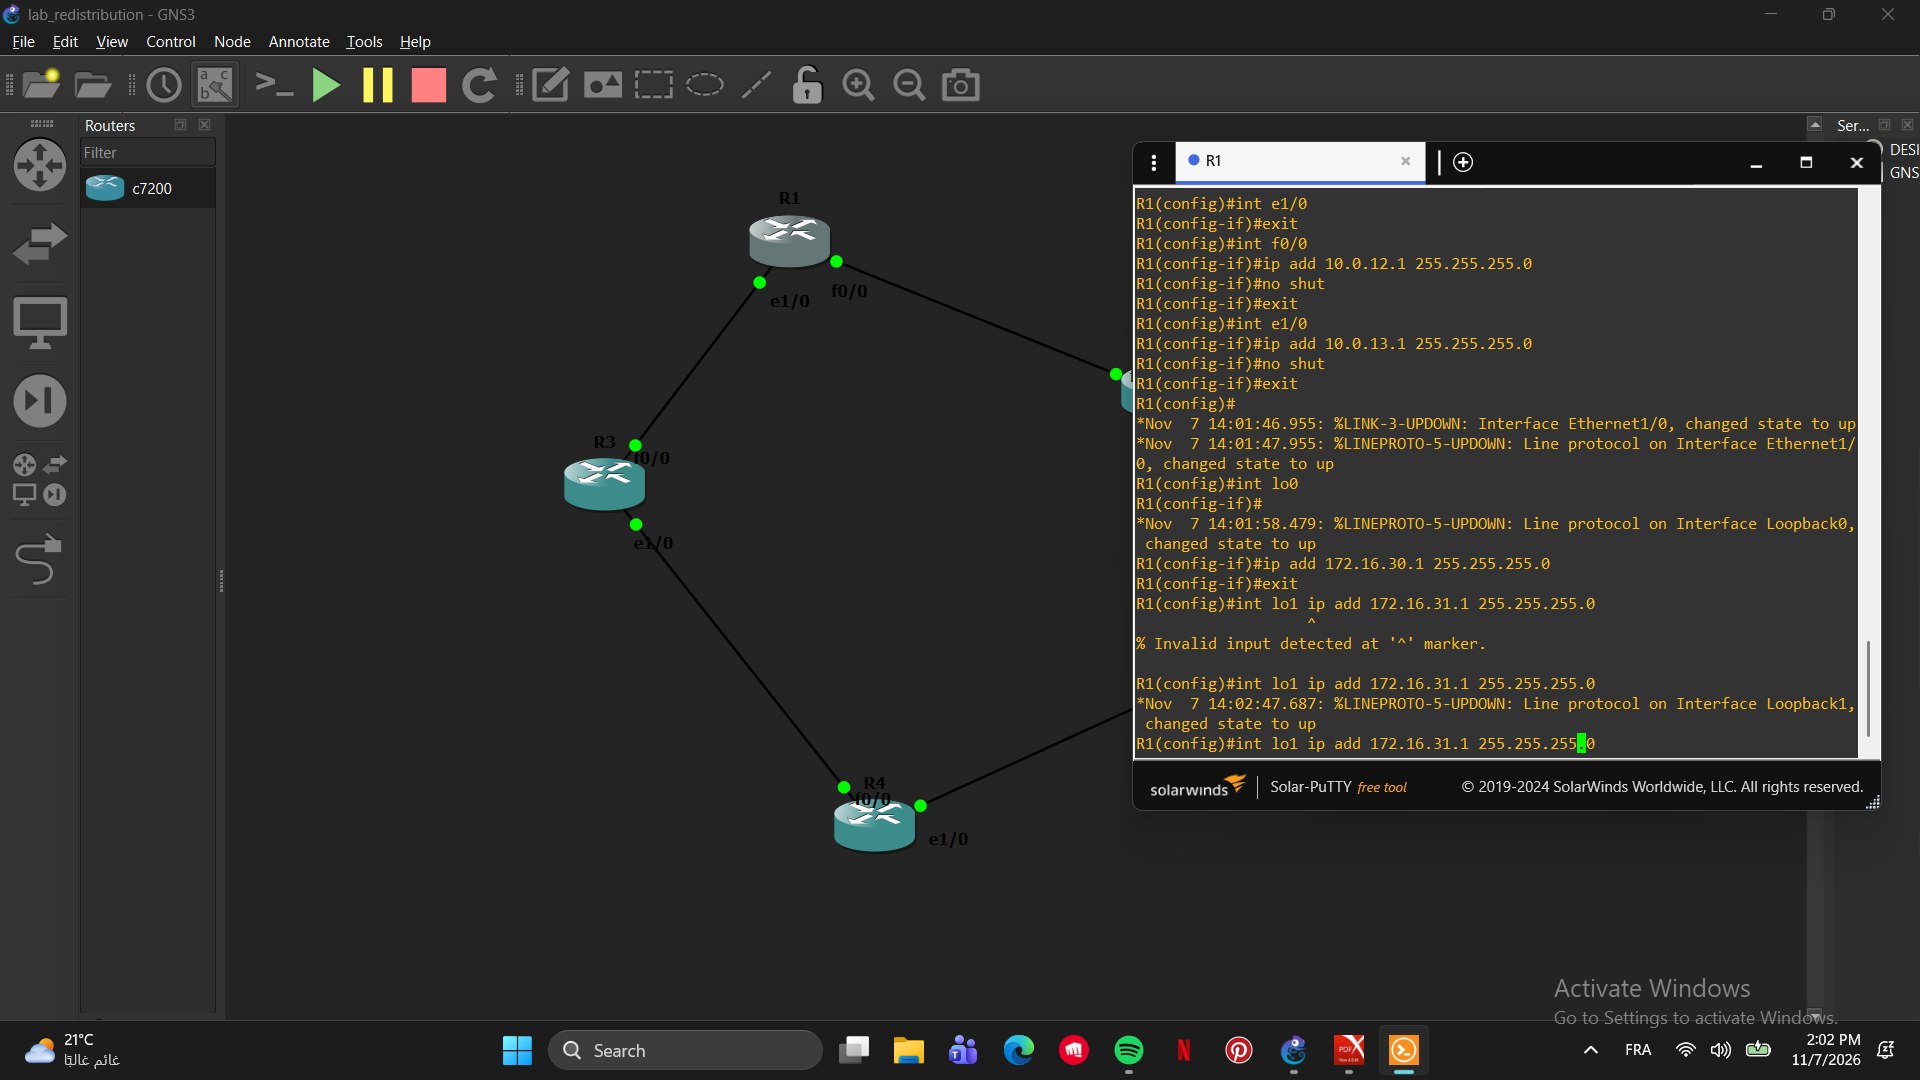 lab_redistribution - GNS3
File Edit View Control Node Annotate Tools Help
Routers
Filter
c7200
Ser...
DESI
GNS
R1
e1/0
f0/0
R3
f0/0
e1/0
R4
f0/0
e1/0
R1
R1(config)#int e1/0
R1(config-if)#exit
R1(config)#int f0/0
R1(config-if)#ip add 10.0.12.1 255.255.255.0
R1(config-if)#no shut
R1(config-if)#exit
R1(config)#int e1/0
R1(config-if)#ip add 10.0.13.1 255.255.255.0
R1(config-if)#no shut
R1(config-if)#exit
R1(config)#
*Nov  7 14:01:46.955: %LINK-3-UPDOWN: Interface Ethernet1/0, changed state to up
*Nov  7 14:01:47.955: %LINEPROTO-5-UPDOWN: Line protocol on Interface Ethernet1/
0, changed state to up
R1(config)#int lo0
R1(config-if)#
*Nov  7 14:01:58.479: %LINEPROTO-5-UPDOWN: Line protocol on Interface Loopback0,
changed state to up
R1(config-if)#ip add 172.16.30.1 255.255.255.0
R1(config-if)#exit
R1(config)#int lo1 ip add 172.16.31.1 255.255.255.0
^
% Invalid input detected at '^' marker.
R1(config)#int lo1 ip add 172.16.31.1 255.255.255.0
*Nov  7 14:02:47.687: %LINEPROTO-5-UPDOWN: Line protocol on Interface Loopback1,
changed state to up
R1(config)#int lo1 ip add 172.16.31.1 255.255.255.0
solarwinds Solar-PuTTY free tool © 2019-2024 SolarWinds Worldwide, LLC. All rights reserved.
Activate Windows
Go to Settings to activate Windows.
21°C
غائم غالبًا
Search
FRA
2:02 PM
11/7/2026